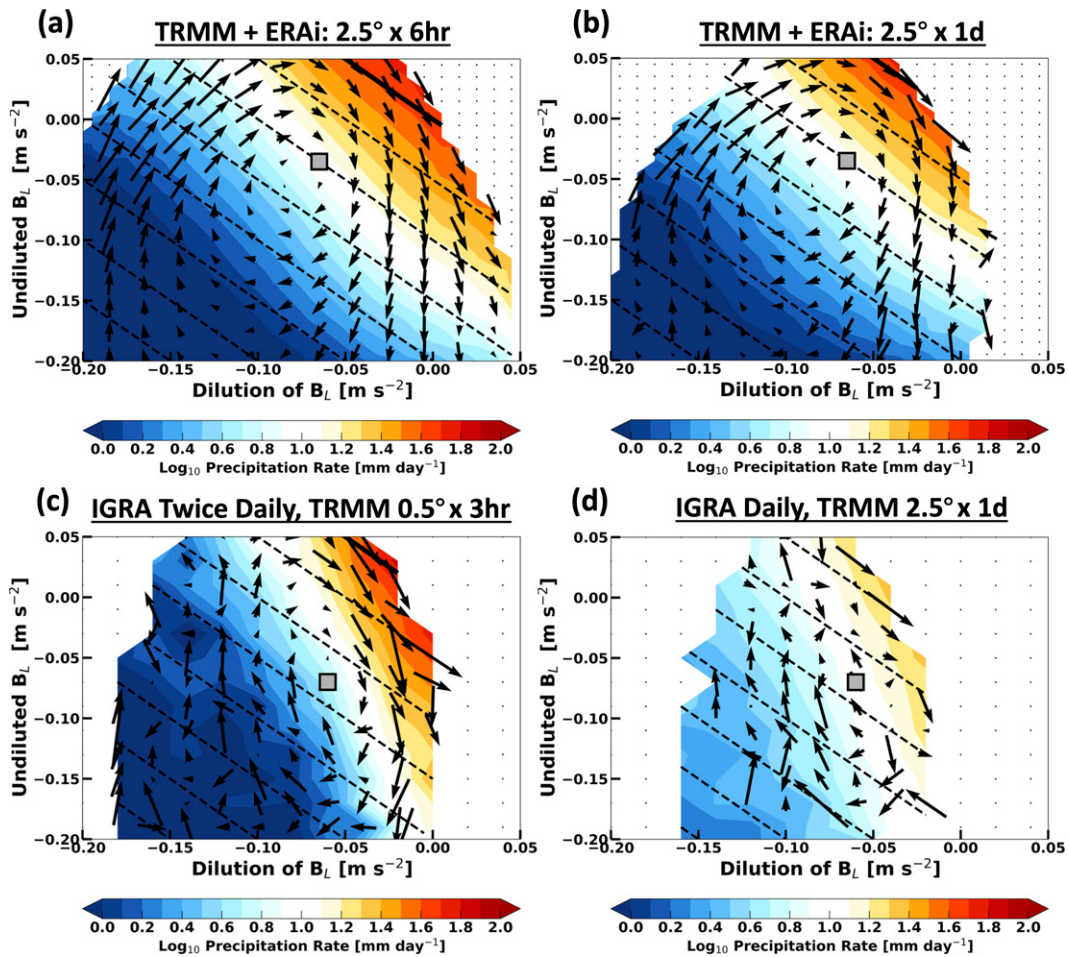 (a) TRMM + ERAi: 2.5° x 6hr
0.05
0.00
−0.05
−0.10
−0.15
−0.20
Undiluted B_L [m s⁻²]
−0.20 −0.15 −0.10 −0.05 0.00 0.05
Dilution of B_L [m s⁻²]
0.0 0.2 0.4 0.6 0.8 1.0 1.2 1.4 1.6 1.8 2.0
Log₁₀ Precipitation Rate [mm day⁻¹]
(b) TRMM + ERAi: 2.5° x 1d
0.05
0.00
−0.05
−0.10
−0.15
−0.20
Undiluted B_L [m s⁻²]
−0.20 −0.15 −0.10 −0.05 0.00 0.05
Dilution of B_L [m s⁻²]
0.0 0.2 0.4 0.6 0.8 1.0 1.2 1.4 1.6 1.8 2.0
Log₁₀ Precipitation Rate [mm day⁻¹]
(c) IGRA Twice Daily, TRMM 0.5° x 3hr
0.05
0.00
−0.05
−0.10
−0.15
−0.20
Undiluted B_L [m s⁻²]
−0.20 −0.15 −0.10 −0.05 0.00 0.05
Dilution of B_L [m s⁻²]
0.0 0.2 0.4 0.6 0.8 1.0 1.2 1.4 1.6 1.8 2.0
Log₁₀ Precipitation Rate [mm day⁻¹]
(d) IGRA Daily, TRMM 2.5° x 1d
0.05
0.00
−0.05
−0.10
−0.15
−0.20
Undiluted B_L [m s⁻²]
−0.20 −0.15 −0.10 −0.05 0.00 0.05
Dilution of B_L [m s⁻²]
0.0 0.2 0.4 0.6 0.8 1.0 1.2 1.4 1.6 1.8 2.0
Log₁₀ Precipitation Rate [mm day⁻¹]